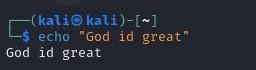 ┌──(kali㉿kali)-[~]
└─$ echo "God id great"
God id great